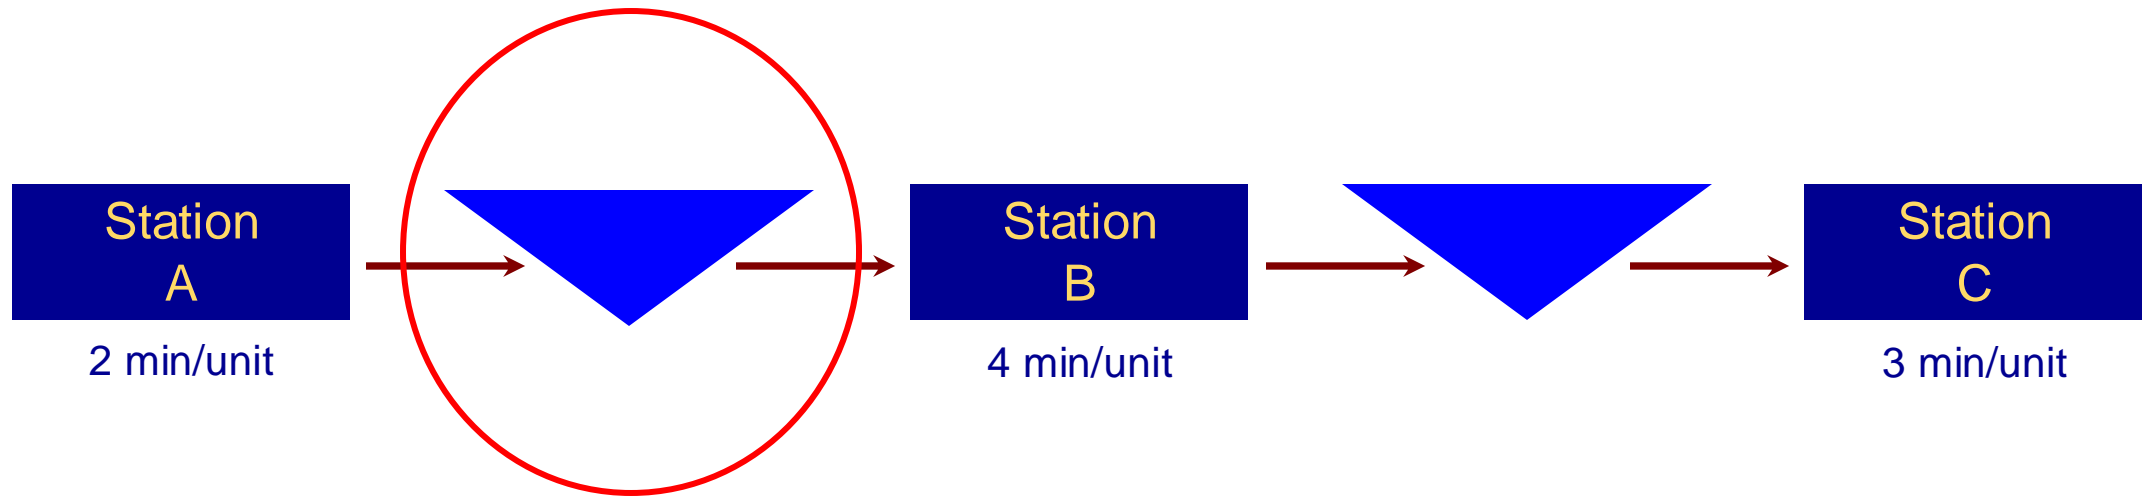 Station
A
2 min/unit
Station
B
4 min/unit
Station
C
3 min/unit